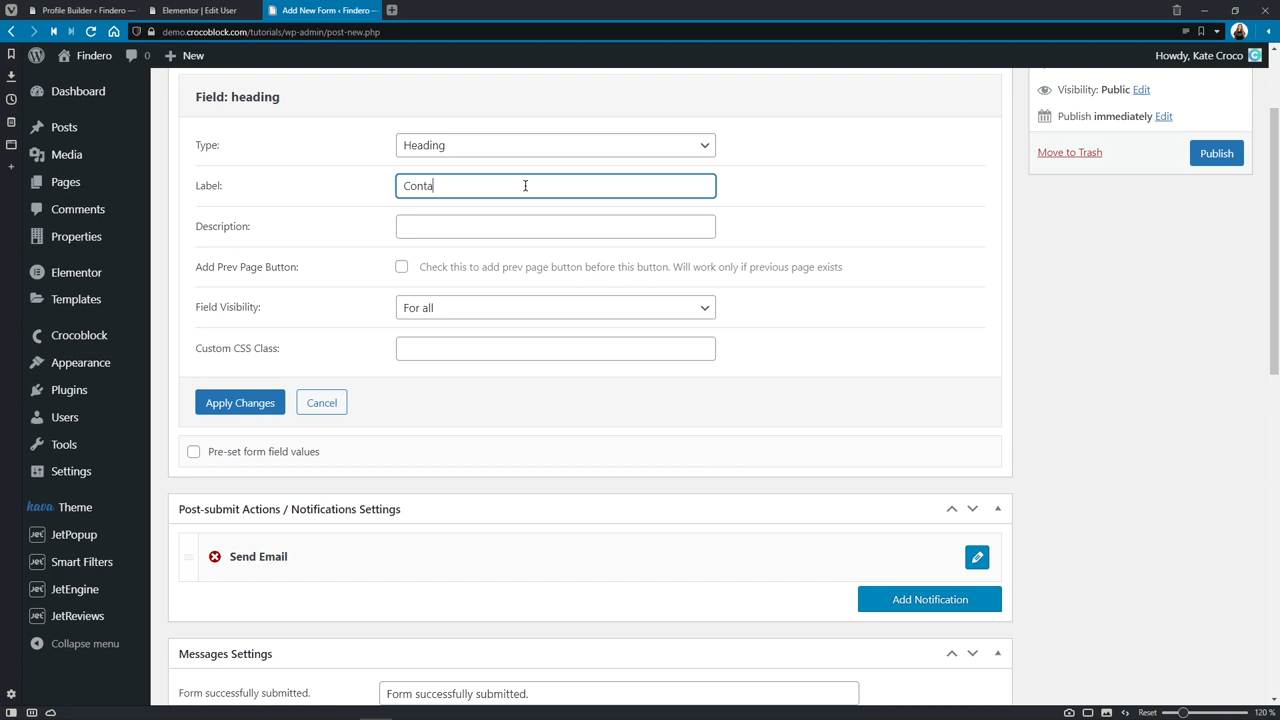 Profile Builder < Findero —
Elementor | Edit User
Add New Form < Findero —
demo.crocoblock.com/tutorials/wp-admin/post-new.php
Findero
0
New
Howdy, Kate Croco
Dashboard
Posts
Media
Pages
Comments
Properties
Elementor
Templates
Crocoblock
Appearance
Plugins
Users
Tools
Settings
kava Theme
JetPopup
Smart Filters
JetEngine
JetReviews
Collapse menu
Field: heading
Type:
Heading
Label:
Conta
Description:
Add Prev Page Button:
Check this to add prev page button before this button. Will work only if previous page exists
Field Visibility:
For all
Custom CSS Class:
Apply Changes
Cancel
Pre-set form field values
Post-submit Actions / Notifications Settings
Send Email
Add Notification
Messages Settings
Form successfully submitted.
Form successfully submitted.
Visibility: Public Edit
Publish immediately Edit
Move to Trash
Publish
Reset
120 %